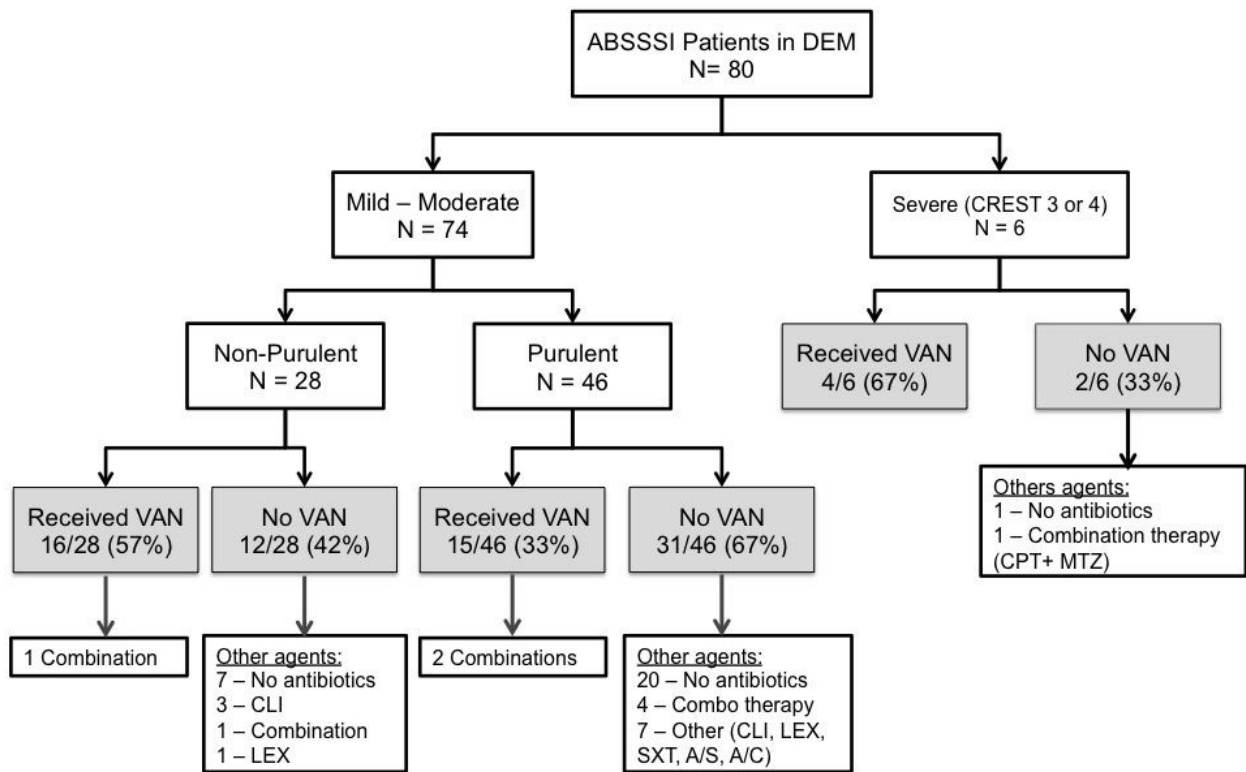 ABSSSI Patients in DEM
N= 80
Mild – Moderate
N = 74
Severe (CREST 3 or 4)
N = 6
Non-Purulent
N = 28
Purulent
N = 46
Received VAN
4/6 (67%)
No VAN
2/6 (33%)
Received VAN
16/28 (57%)
No VAN
12/28 (42%)
Received VAN
15/46 (33%)
No VAN
31/46 (67%)
Others agents:
1 – No antibiotics
1 – Combination therapy
(CPT+ MTZ)
1 Combination
Other agents:
7 – No antibiotics
3 – CLI
1 – Combination
1 – LEX
2 Combinations
Other agents:
20 – No antibiotics
4 – Combo therapy
7 – Other (CLI, LEX,
SXT, A/S, A/C)